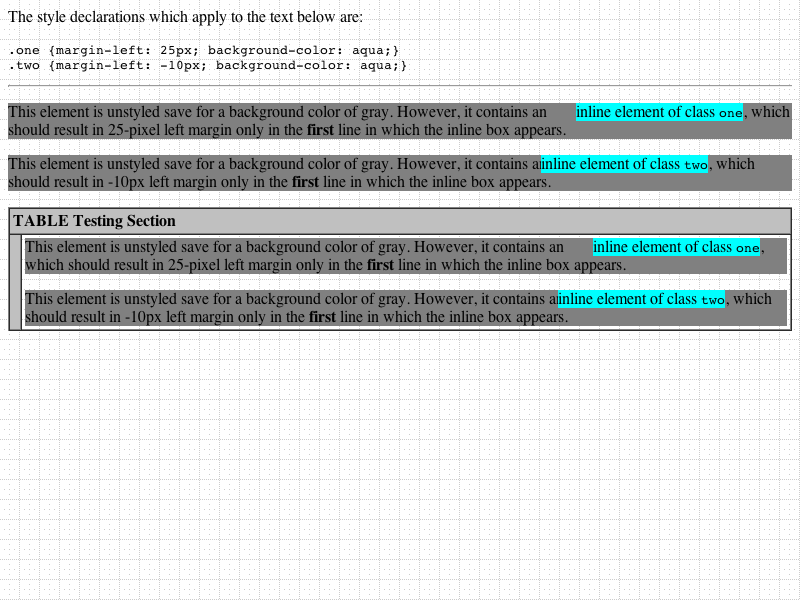 The style declarations which apply to the text below are:
.one {margin-left: 25px; background-color: aqua;}
.two {margin-left: -10px; background-color: aqua;}
This element is unstyled save for a background color of gray. However, it contains an inline element of class one, which
should result in 25-pixel left margin only in the first line in which the inline box appears.
This element is unstyled save for a background color of gray. However, it contains ainline element of class two, which
should result in -10px left margin only in the first line in which the inline box appears.
TABLE Testing Section
This element is unstyled save for a background color of gray. However, it contains an inline element of class one,
which should result in 25-pixel left margin only in the first line in which the inline box appears.
This element is unstyled save for a background color of gray. However, it contains ainline element of class two, which
should result in -10px left margin only in the first line in which the inline box appears.